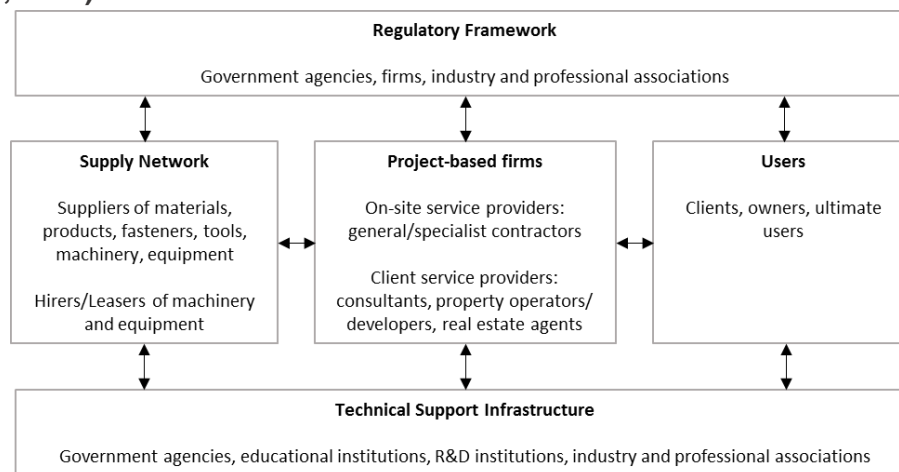 Regulatory Framework
Government agencies, firms, industry and professional associations
Supply Network
Suppliers of materials,
products, fasteners, tools,
machinery, equipment
Hirers/Leasers of machinery
and equipment
Project-based firms
On-site service providers:
general/specialist contractors
Client service providers:
consultants, property operators/
developers, real estate agents
Users
Clients, owners, ultimate
users
Technical Support Infrastructure
Government agencies, educational institutions, R&D institutions, industry and professional associations